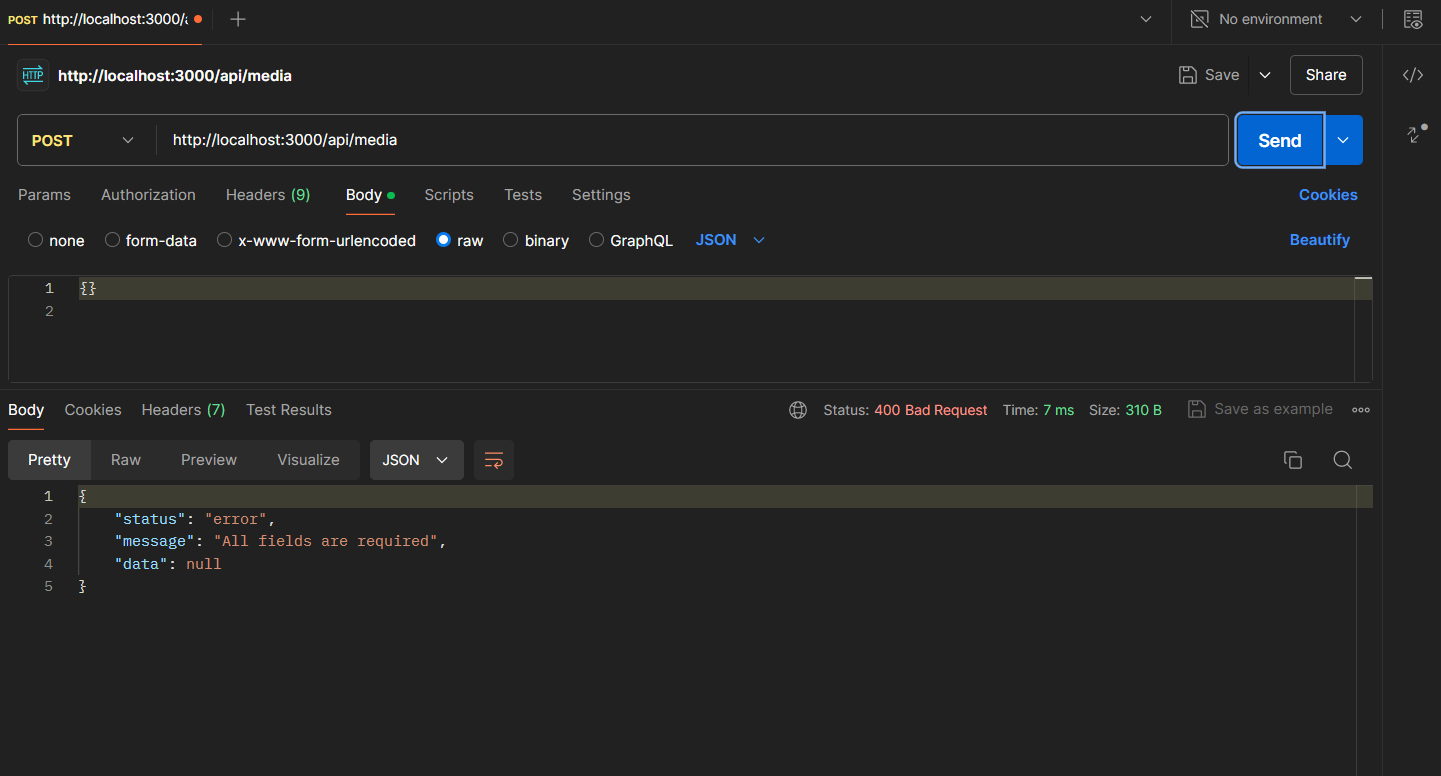 POST http://localhost:3000/a
No environment
HTTP http://localhost:3000/api/media
Save
Share
POST http://localhost:3000/api/media
Send
Params Authorization Headers (9) Body Scripts Tests Settings Cookies
none form-data x-www-form-urlencoded raw binary GraphQL JSON Beautify
1 {}
2
Body Cookies Headers (7) Test Results Status: 400 Bad Request Time: 7 ms Size: 310 B Save as example
Pretty Raw Preview Visualize JSON
1 {
2 "status": "error",
3 "message": "All fields are required",
4 "data": null
5 }